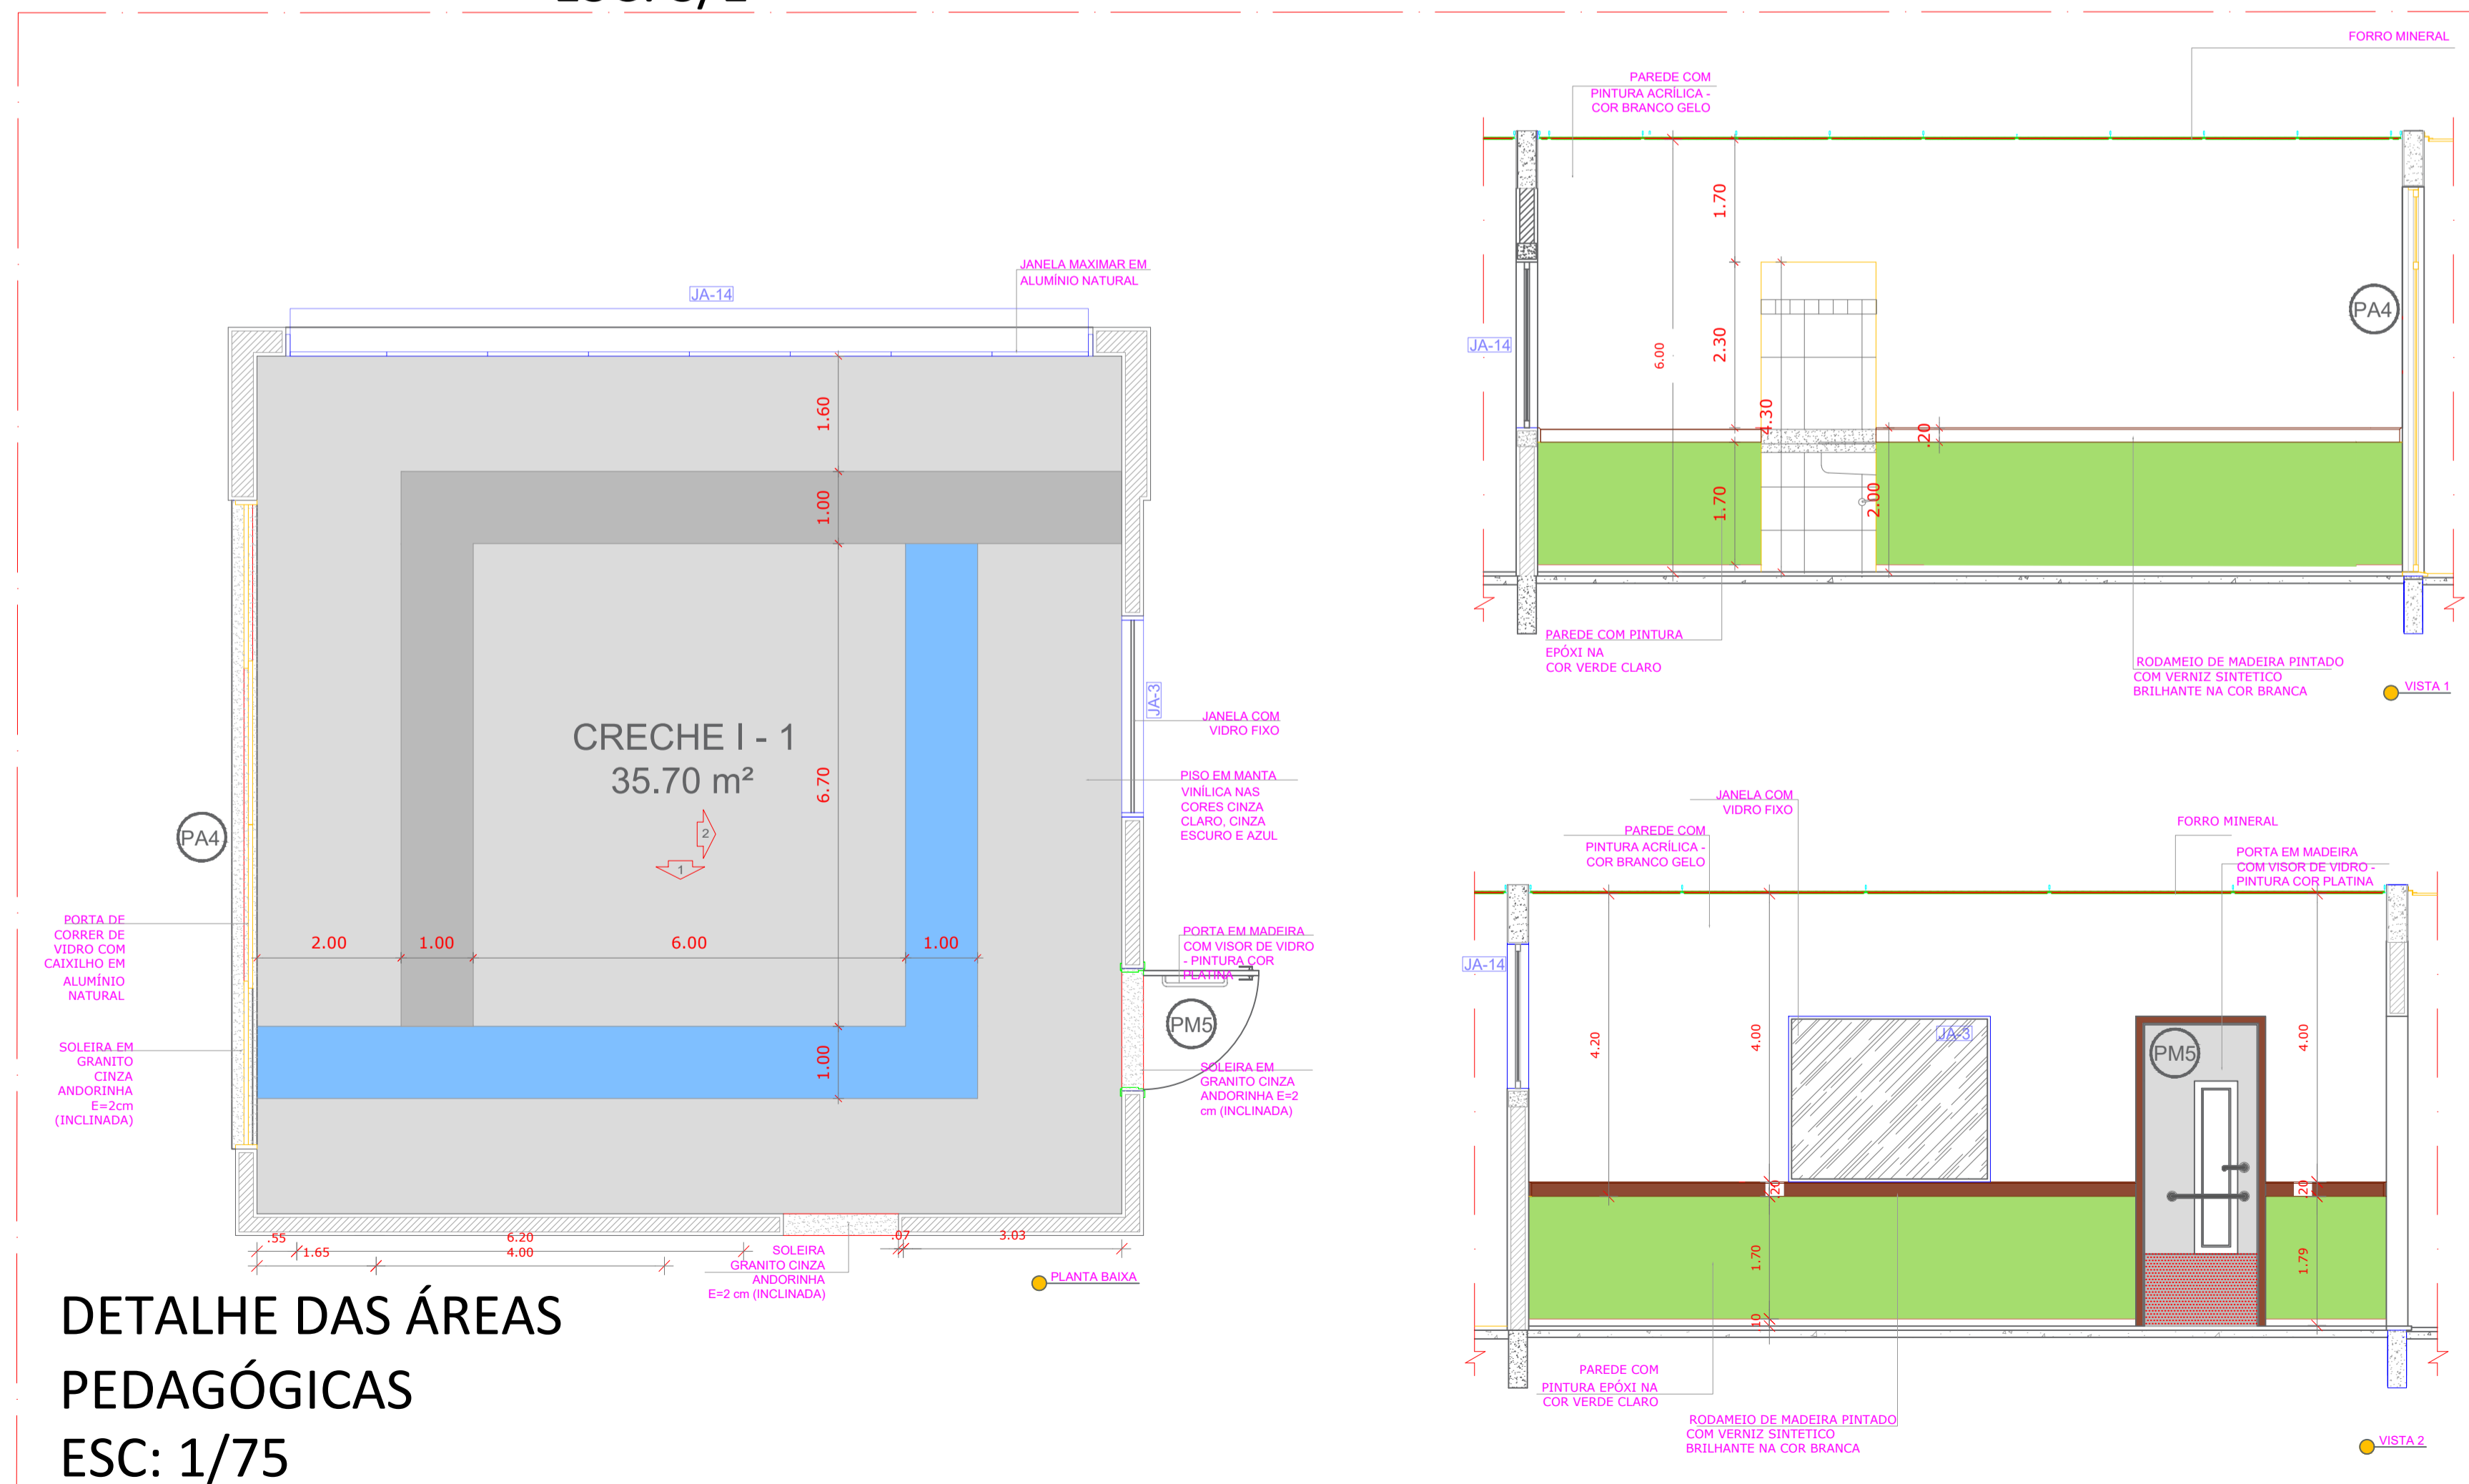 JA-14
JANELA MAXIMAR EM
ALUMÍNIO NATURAL
1.60
1.00
CRECHE I - 1
35.70 m²
6.70
2
1
2.00
1.00
6.00
1.00
1.00
JA-3
JANELA COM
VIDRO FIXO
PISO EM MANTA
VINÍLICA NAS
CORES CINZA
CLARO, CINZA
ESCURO E AZUL
PA4
PORTA DE
CORRER DE
VIDRO COM
CAIXILHO EM
ALUMÍNIO
NATURAL
SOLEIRA EM
GRANITO
CINZA
ANDORINHA
E=2cm
(INCLINADA)
PORTA EM MADEIRA
COM VISOR DE VIDRO
- PINTURA COR
PLATINA
PM5
SOLEIRA EM
GRANITO CINZA
ANDORINHA E=2
cm (INCLINADA)
.55
1.65
6.20
4.00
.07
3.03
SOLEIRA
GRANITO CINZA
ANDORINHA
E=2 cm (INCLINADA)
PLANTA BAIXA
DETALHE DAS ÁREAS
PEDAGÓGICAS
ESC: 1/75
FORRO MINERAL
PAREDE COM
PINTURA ACRÍLICA -
COR BRANCO GELO
JA-14
PA4
1.70
2.30
6.00
4.30
.20
1.70
2.00
PAREDE COM PINTURA
EPÓXI NA
COR VERDE CLARO
RODAMEIO DE MADEIRA PINTADO
COM VERNIZ SINTETICO
BRILHANTE NA COR BRANCA
VISTA 1
JANELA COM
VIDRO FIXO
PAREDE COM
PINTURA ACRÍLICA -
COR BRANCO GELO
FORRO MINERAL
PORTA EM MADEIRA
COM VISOR DE VIDRO -
PINTURA COR PLATINA
JA-14
JA-3
PM5
4.20
4.00
4.00
.20
.20
1.70
1.79
10
PAREDE COM
PINTURA EPÓXI NA
COR VERDE CLARO
RODAMEIO DE MADEIRA PINTADO
COM VERNIZ SINTETICO
BRILHANTE NA COR BRANCA
VISTA 2